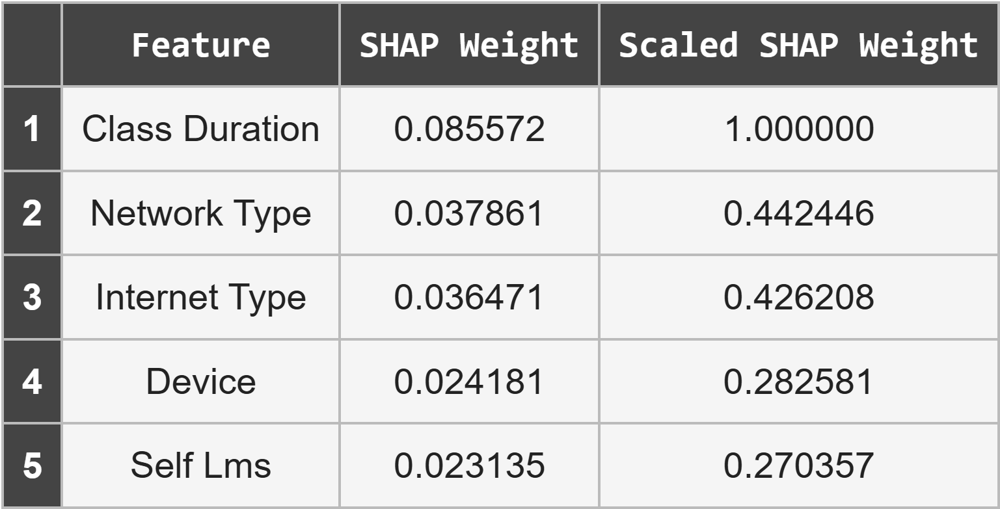 Feature SHAP Weight Scaled SHAP Weight
1 Class Duration 0.085572 1.000000
2 Network Type 0.037861 0.442446
3 Internet Type 0.036471 0.426208
4 Device 0.024181 0.282581
5 Self Lms 0.023135 0.270357